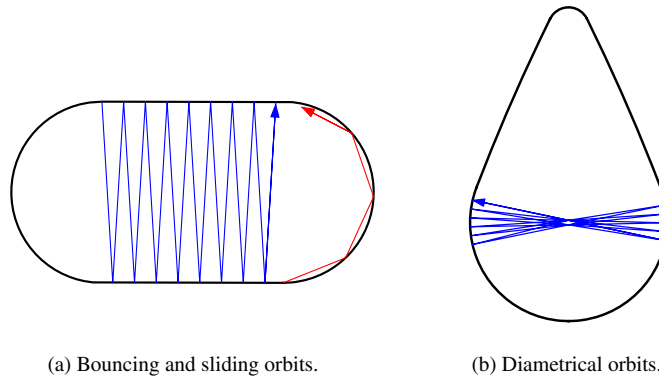 (a) Bouncing and sliding orbits.
(b) Diametrical orbits.